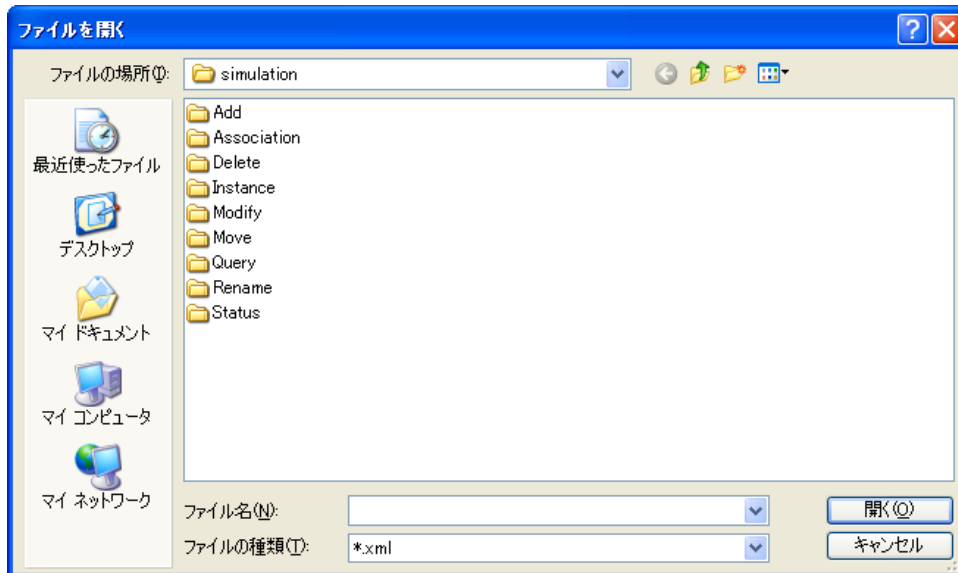 ファイルを開く
ファイルの場所(I):
simulation
最近使ったファイル
デスクトップ
マイ ドキュメント
マイ コンピュータ
マイ ネットワーク
Add
Association
Delete
Instance
Modify
Move
Query
Rename
Status
ファイル名(N):
開く(O)
ファイルの種類(T):
*.xml
キャンセル